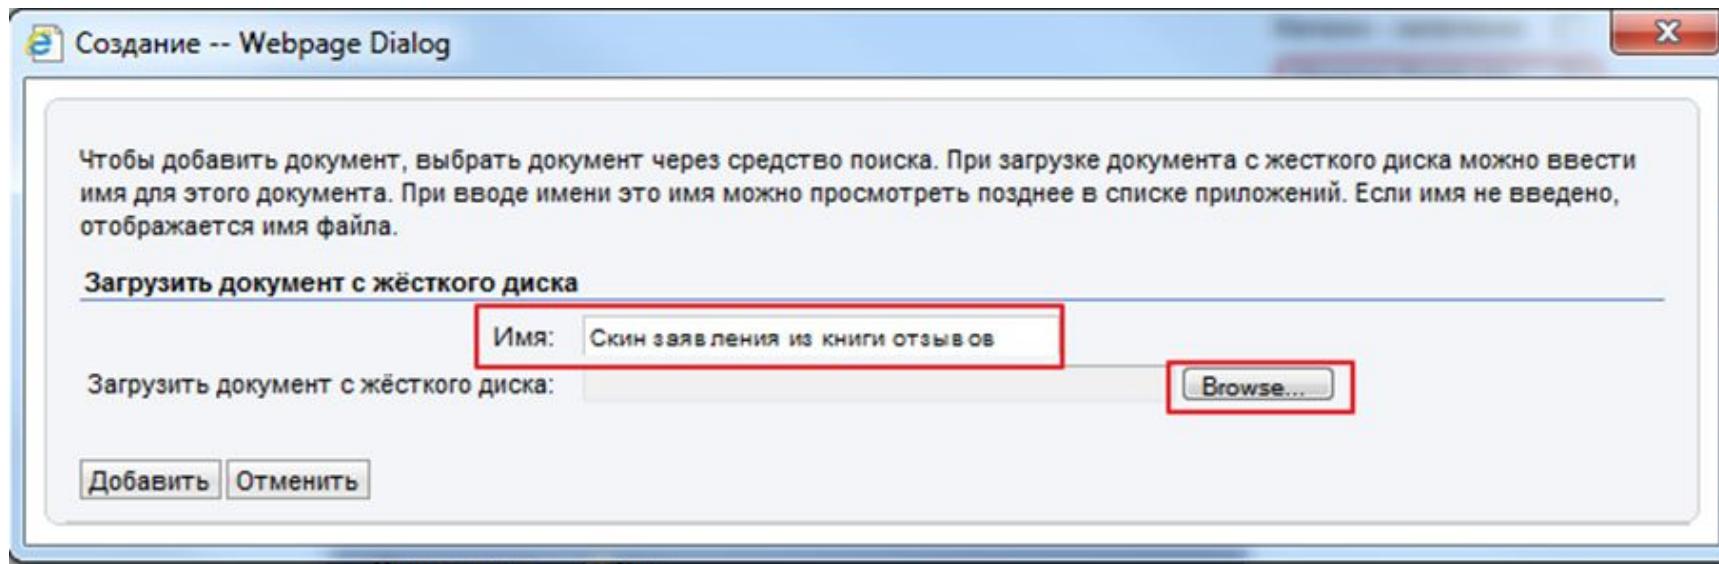 Создание -- Webpage Dialog
Чтобы добавить документ, выбрать документ через средство поиска. При загрузке документа с жесткого диска можно ввести
имя для этого документа. При вводе имени это имя можно просмотреть позднее в списке приложений. Если имя не введено,
отображается имя файла.
Загрузить документ с жёсткого диска
Имя: Скин заявления из книги отзывов
Загрузить документ с жёсткого диска: Browse...
Добавить Отменить